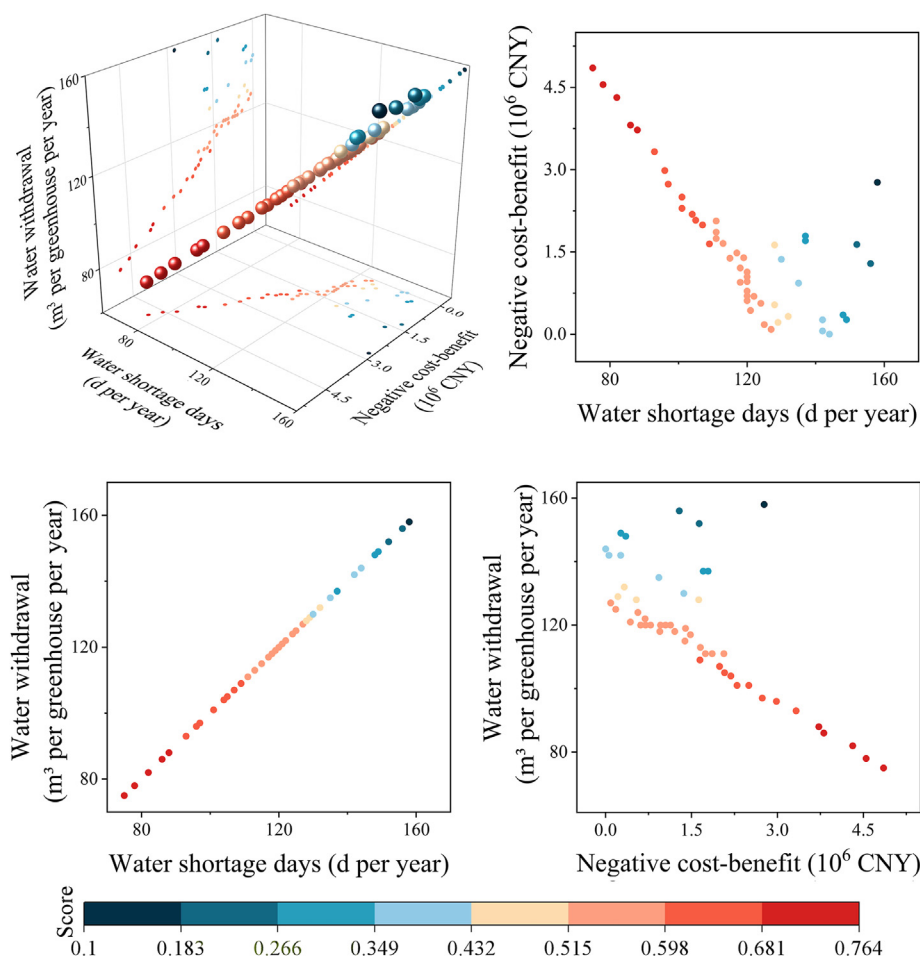 160
120
80
Water withdrawal
(m³ per greenhouse per year)
80
120
160
Water shortage days
(d per year)
0.0
1.5
3.0
4.5
Negative cost-benefit
(10⁶ CNY)
4.5
3.0
1.5
0.0
Negative cost-benefit (10⁶ CNY)
80
120
160
Water shortage days (d per year)
160
120
80
Water withdrawal
(m³ per greenhouse per year)
80
120
160
Water shortage days (d per year)
160
120
80
Water withdrawal
(m³ per greenhouse per year)
0.0
1.5
3.0
4.5
Negative cost-benefit (10⁶ CNY)
Score
0.1
0.183
0.266
0.349
0.432
0.515
0.598
0.681
0.764